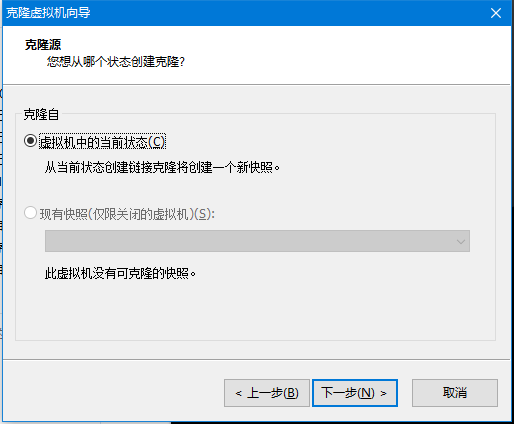 克隆虚拟机向导
克隆源
您想从哪个状态创建克隆?
克隆自
虚拟机中的当前状态(C)
从当前状态创建链接克隆将创建一个新快照。
现有快照(仅限关闭的虚拟机)(S):
此虚拟机没有可克隆的快照。
< 上一步(B) 下一步(N) > 取消